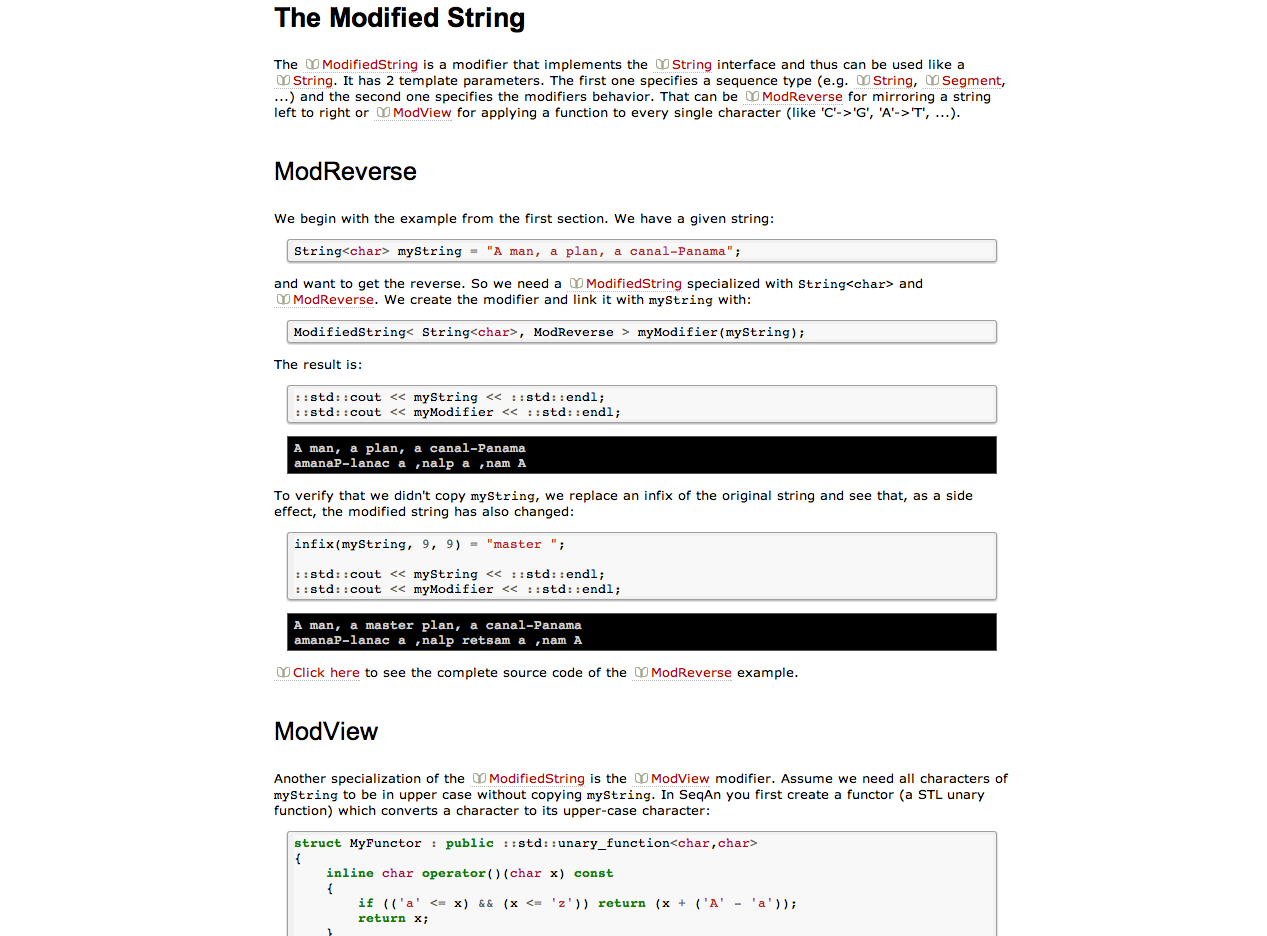 The Modified String
The ModifiedString is a modifier that implements the String interface and thus can be used like a
String. It has 2 template parameters. The first one specifies a sequence type (e.g. String, Segment,
...) and the second one specifies the modifiers behavior. That can be ModReverse for mirroring a string
left to right or ModView for applying a function to every single character (like 'C'->'G', 'A'->'T', ...).
ModReverse
We begin with the example from the first section. We have a given string:
String<char> myString = "A man, a plan, a canal-Panama";
and want to get the reverse. So we need a ModifiedString specialized with String<char> and
ModReverse. We create the modifier and link it with myString with:
ModifiedString< String<char>, ModReverse > myModifier(myString);
The result is:
::std::cout << myString << ::std::endl;
::std::cout << myModifier << ::std::endl;
A man, a plan, a canal-Panama
amanaP-lanac a ,nalp a ,nam A
To verify that we didn't copy myString, we replace an infix of the original string and see that, as a side
effect, the modified string has also changed:
infix(myString, 9, 9) = "master ";
::std::cout << myString << ::std::endl;
::std::cout << myModifier << ::std::endl;
A man, a master plan, a canal-Panama
amanaP-lanac a ,nalp retsam a ,nam A
Click here to see the complete source code of the ModReverse example.
ModView
Another specialization of the ModifiedString is the ModView modifier. Assume we need all characters of
myString to be in upper case without copying myString. In SeqAn you first create a functor (a STL unary
function) which converts a character to its upper-case character:
struct MyFunctor : public ::std::unary_function<char,char>
{
    inline char operator()(char x) const
    {
        if (('a' <= x) && (x <= 'z')) return (x + ('A' - 'a'));
        return x;
    }